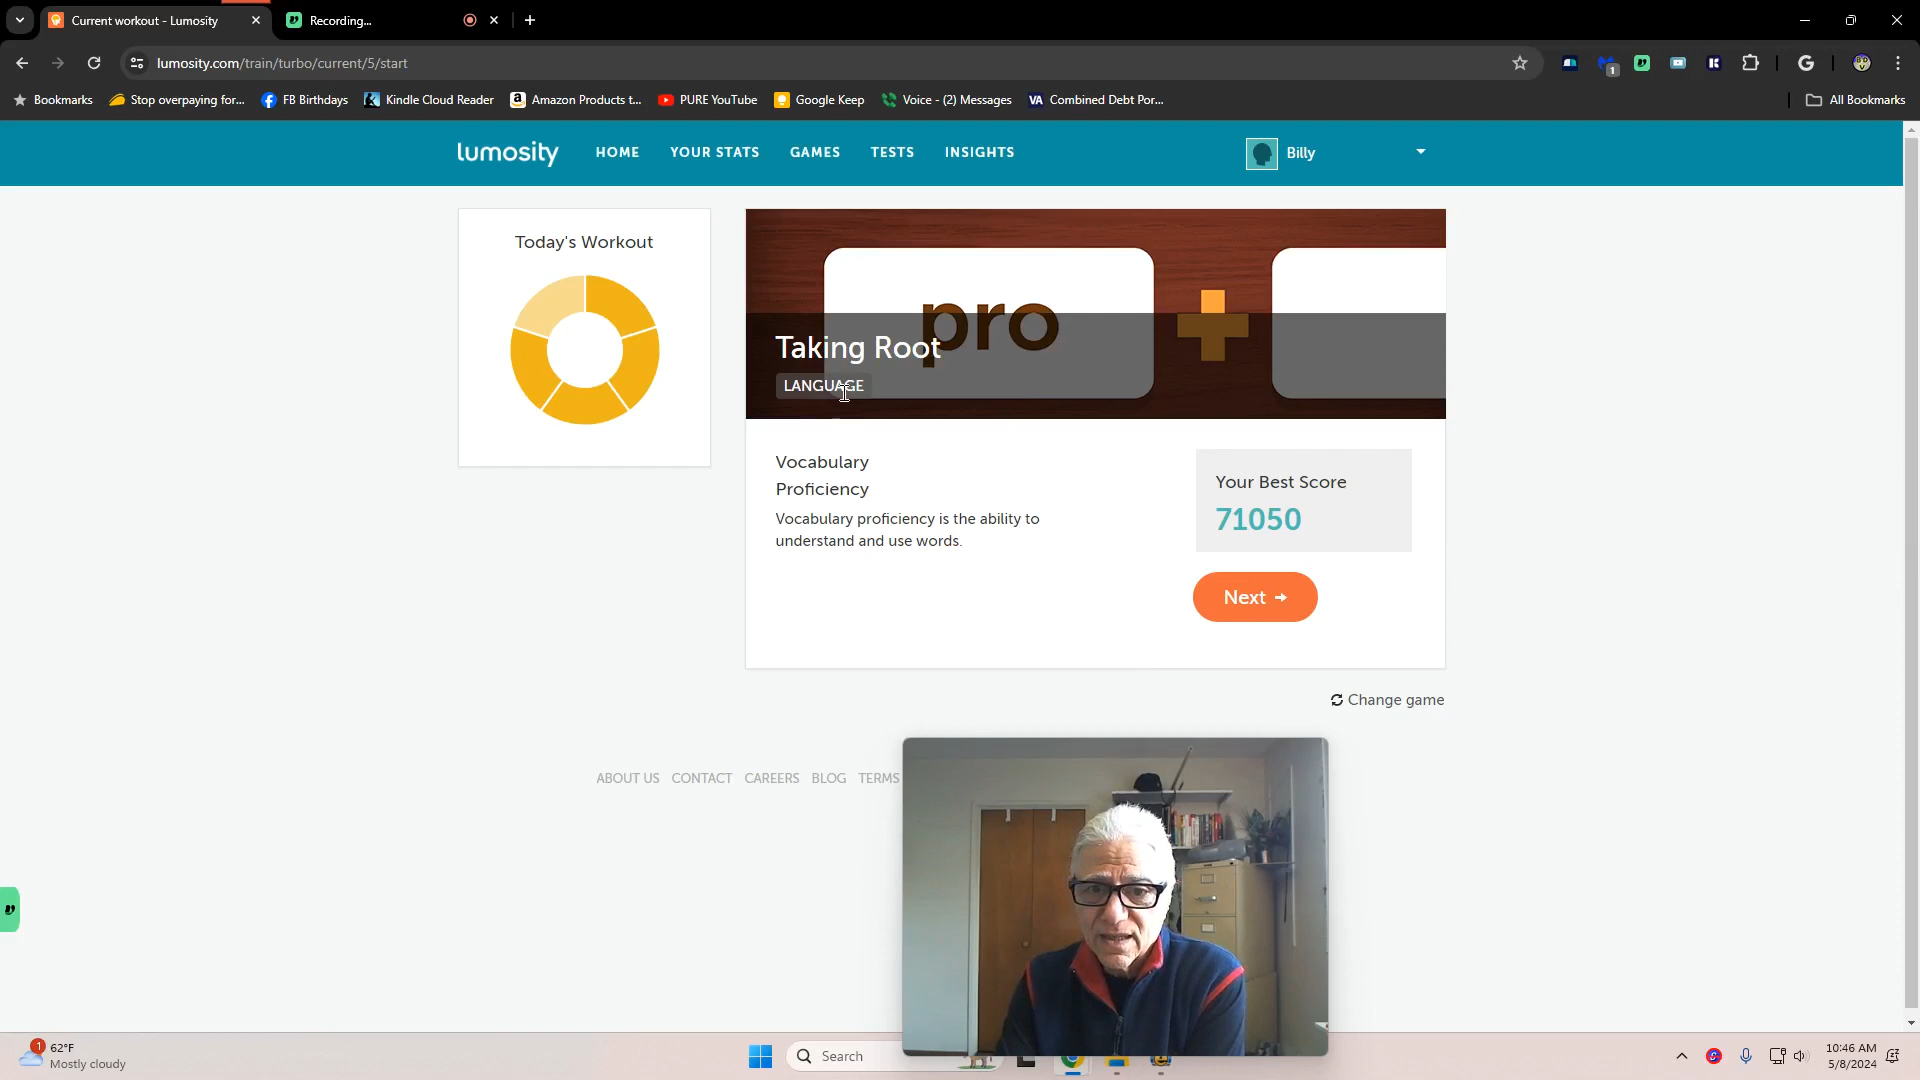 Current workout - Lumosity
Recording...
lumosity.com/train/turbo/current/5/start
1
G
Bookmarks
Stop overpaying for...
FB Birthdays
Kindle Cloud Reader
Amazon Products t...
PURE YouTube
Google Keep
Voice - (2) Messages
VA Combined Debt Por...
All Bookmarks
lumosity
HOME
YOUR STATS
GAMES
TESTS
INSIGHTS
Billy
Today's Workout
pro
Taking Root
LANGUAGE
Vocabulary
Proficiency
Vocabulary proficiency is the ability to
understand and use words.
Your Best Score
71050
Next
Change game
ABOUT US
CONTACT
CAREERS
BLOG
TERMS
1
62°F
Mostly cloudy
Search
10:46 AM
5/8/2024